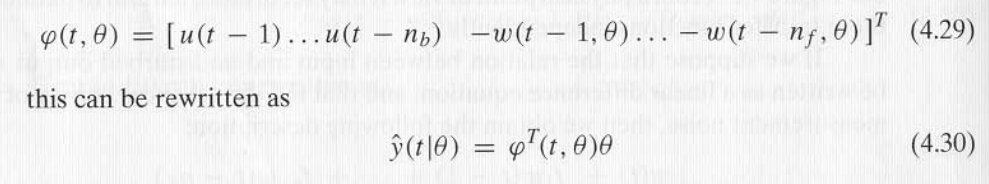 φ(t, θ) = [u(t − 1) . . . u(t − n_b)   −w(t − 1, θ) . . . − w(t − n_f, θ)]^T   (4.29)
this can be rewritten as
ŷ(t|θ) = φ^T(t, θ)θ   (4.30)